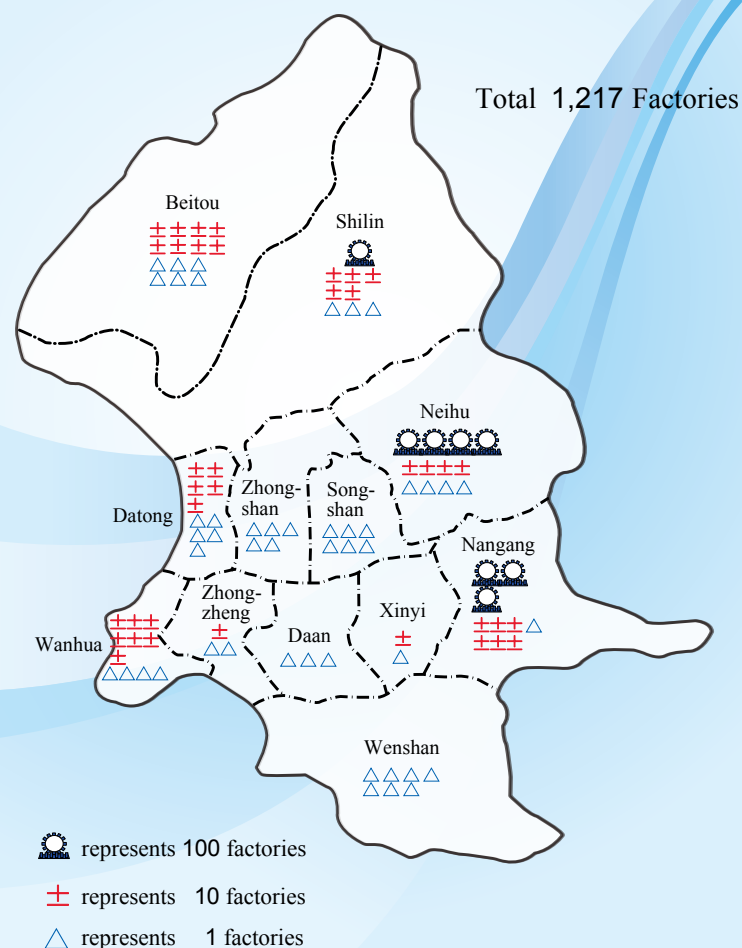 Total 1,217 Factories
Beitou
Shilin
Neihu
Datong
Zhong-
shan
Song-
shan
Nangang
Wanhua
Zhong-
zheng
Daan
Xinyi
Wenshan
represents 100 factories
represents 10 factories
represents 1 factories